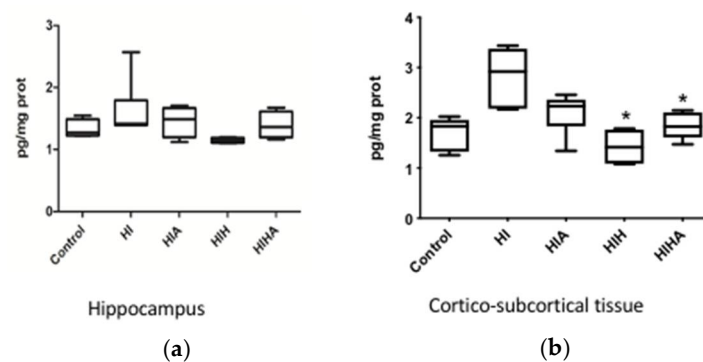 3
2
1
0
pg/mg prot
Control
HI
HIA
HIH
HIHA
Hippocampus
(a)
4
3
2
1
0
pg/mg prot
*
*
Control
HI
HIA
HIH
HIHA
Cortico-subcortical tissue
(b)